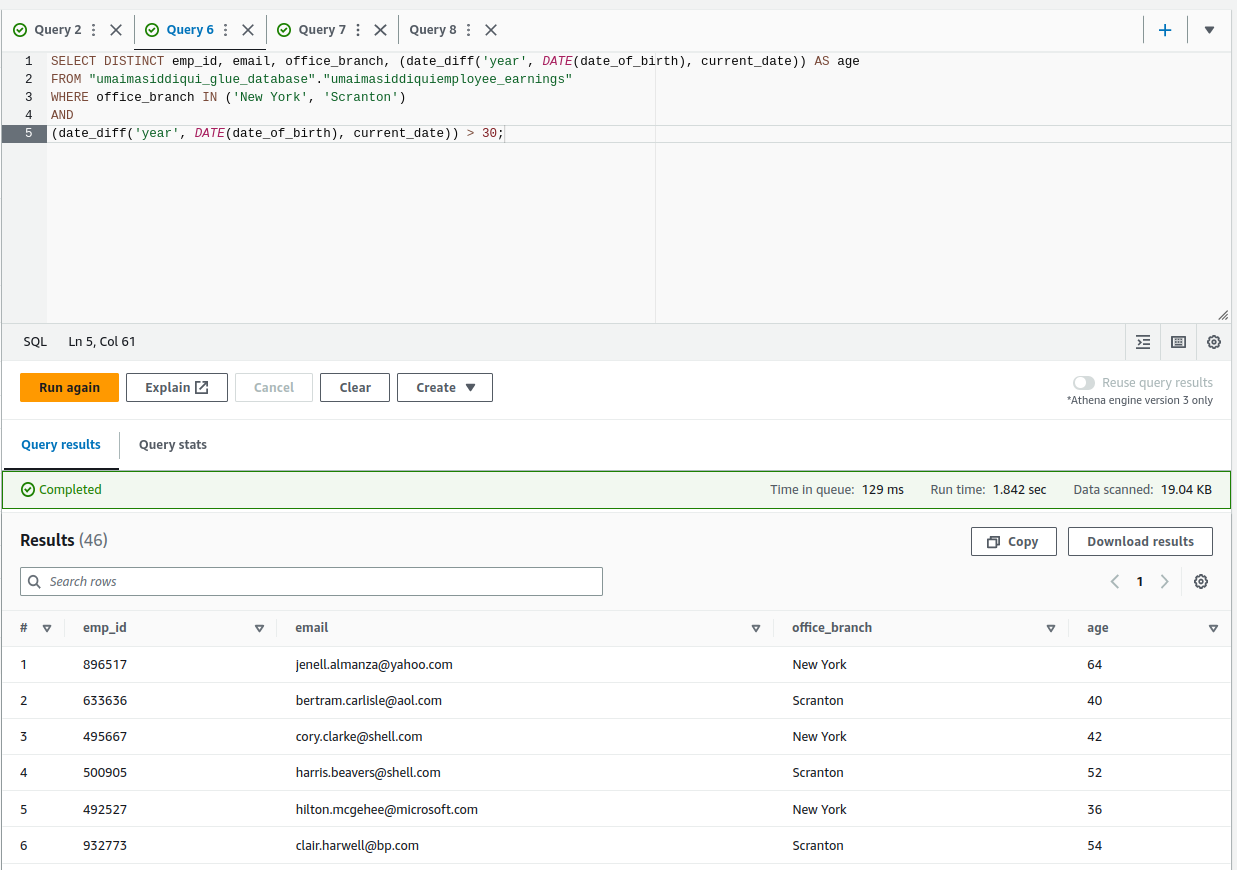 Query 2 Query 6 Query 7 Query 8
1 SELECT DISTINCT emp_id, email, office_branch, (date_diff('year', DATE(date_of_birth), current_date)) AS age
2 FROM "umaimasiddiqui_glue_database"."umaimasiddiquiemployee_earnings"
3 WHERE office_branch IN ('New York', 'Scranton')
4 AND
5 (date_diff('year', DATE(date_of_birth), current_date)) > 30;
SQL Ln 5, Col 61
Run again Explain Cancel Clear Create Reuse query results
*Athena engine version 3 only
Query results Query stats
Completed Time in queue: 129 ms Run time: 1.842 sec Data scanned: 19.04 KB
Results (46) Copy Download results
Search rows 1
# emp_id email office_branch age
1 896517 jenell.almanza@yahoo.com New York 64
2 633636 bertram.carlisle@aol.com Scranton 40
3 495667 cory.clarke@shell.com New York 42
4 500905 harris.beavers@shell.com Scranton 52
5 492527 hilton.mcgehee@microsoft.com New York 36
6 932773 clair.harwell@bp.com Scranton 54